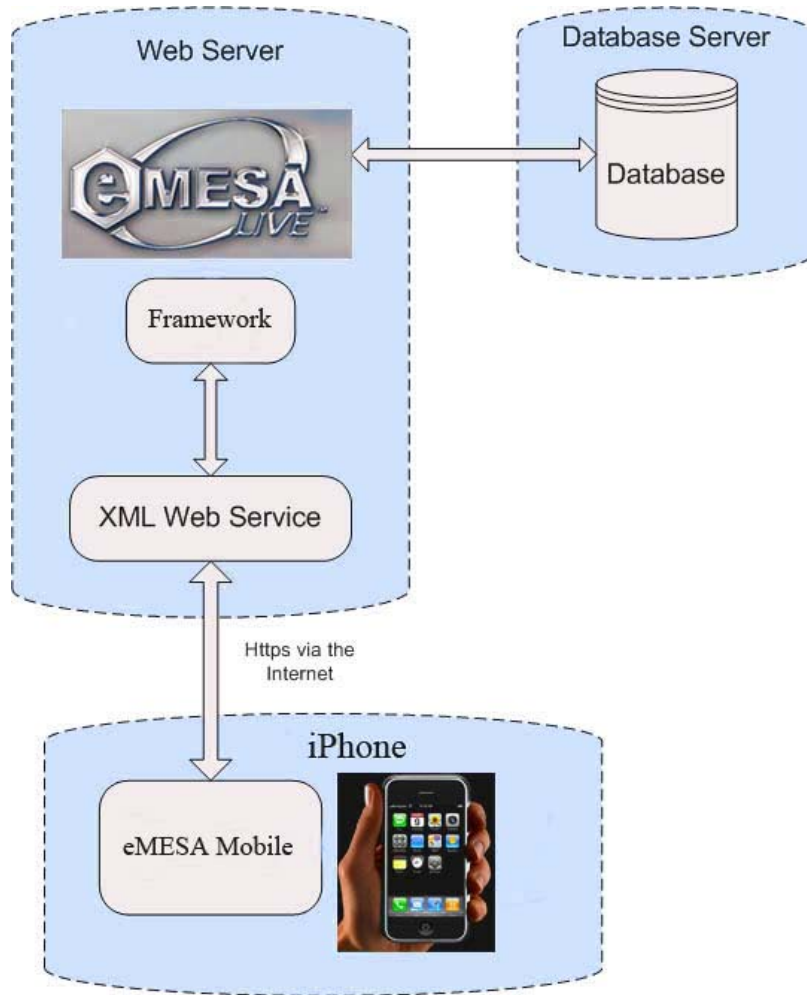 Web Server
Database Server
eMESA
LIVE
Database
Framework
XML Web Service
Https via the
Internet
iPhone
eMESA Mobile